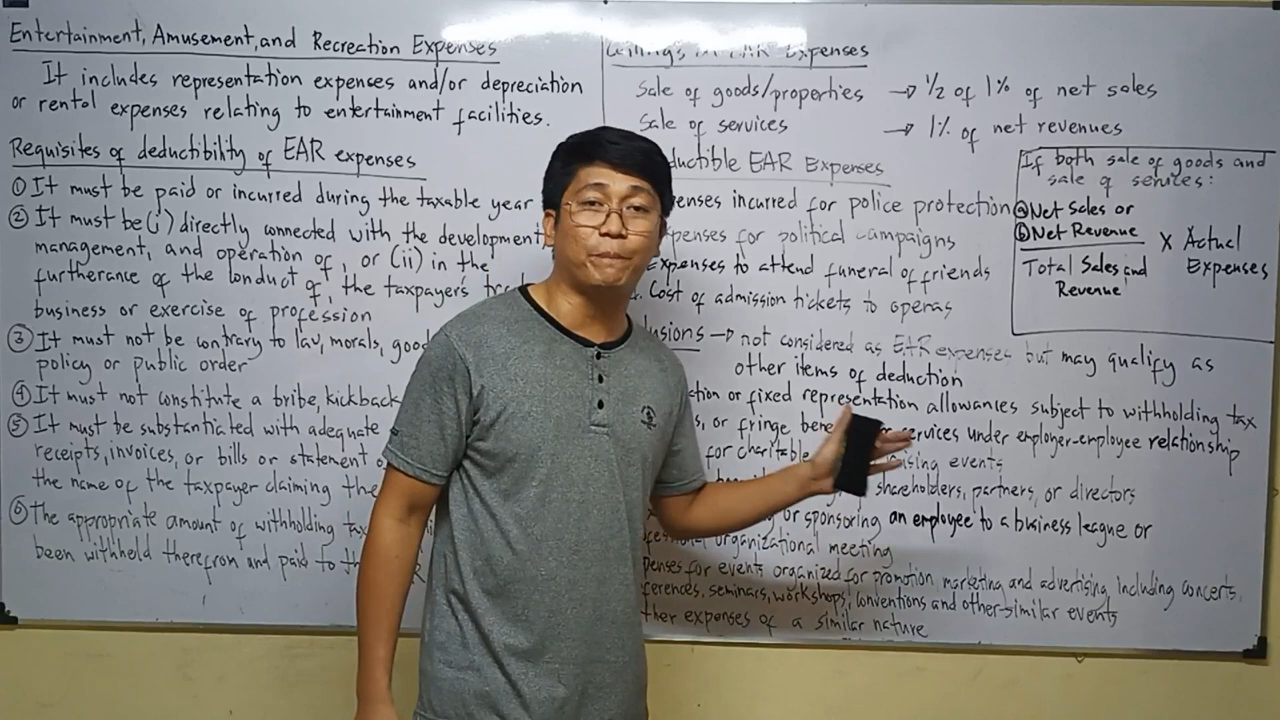 Entertainment, Amusement, and Recreation Expenses
It includes representation expenses and/or depreciation
or rental expenses relating to entertainment facilities.
Requisites of deductibility of EAR expenses
① It must be paid or incurred during the taxable year
② It must be (i) directly connected with the development,
management, and operation of, or (ii) in the
furtherance of the conduct of, the taxpayer's
business or exercise of profession
③ It must not be contrary to law, morals, good
policy or public order
④ It must not constitute a bribe, kickback
⑤ It must be substantiated with adequate
receipts, invoices, or bills or statement
the name of the taxpayer claiming the
⑥ The appropriate amount of withholding tax
been withheld therefrom and paid to
EAR Expenses
Sale of goods/properties → 1/2 of 1% of net sales
Sale of services → 1% of net revenues
EAR Expenses
incurred for police protection
for political campaigns
Expenses to attend funeral of friends
Cost of admission tickets to operas
→ not considered as EAR expenses but may qualify as
other items of deduction
or fixed representation allowances subject to withholding tax
or fringe services under employer-employee relationship
for charitable events
shareholders, partners, or directors
or sponsoring an employee to a business league or
organizational meeting
for events organized for promotion, marketing and advertising, including concerts,
seminars, workshops, conventions and other similar events
expenses of a similar nature
If both sale of goods and
sale of services:
ⓐ Net Sales or
ⓑ Net Revenue
Total Sales and
Revenue
x Actual
Expenses